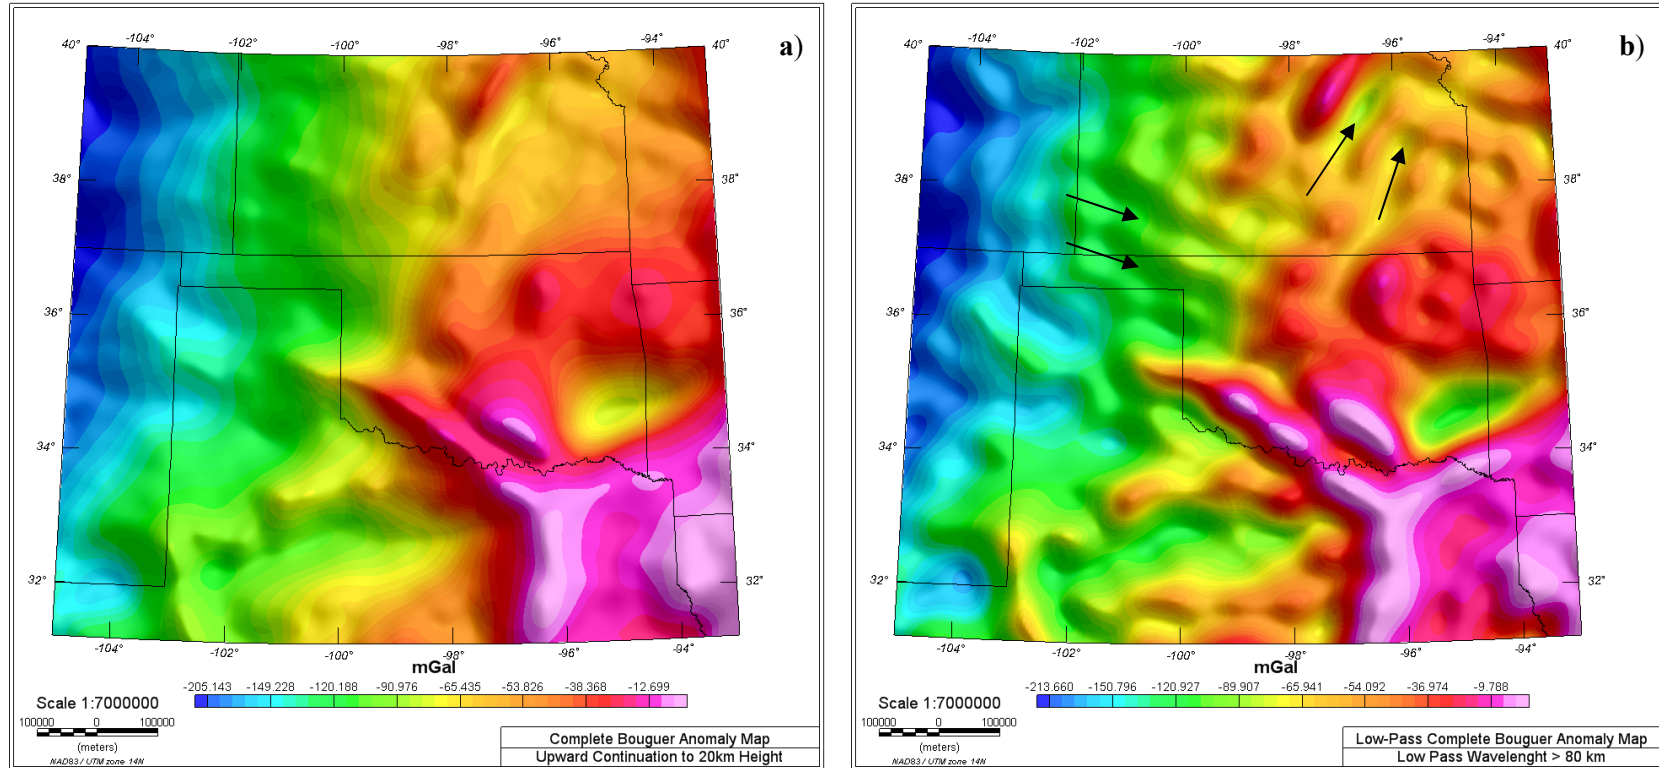 a)
-104° -102° -100° -98° -96° -94°
40° 40°
38° 38°
36° 36°
34° 34°
32° 32°
-104° -102° -100° -98° -96° -94°
mGal
-205.143 -149.228 -120.198 -90.976 -65.435 -53.826 -38.368 -12.699
Scale 1:7000000
100000 0 100000
(meters)
NAD83 / UTM zone 14N
Complete Bouguer Anomaly Map
Upward Continuation to 20km Height
b)
-104° -102° -100° -98° -96° -94°
40° 40°
38° 38°
36° 36°
34° 34°
32° 32°
-104° -102° -100° -98° -96° -94°
mGal
-213.660 -150.796 -120.927 -89.907 -65.941 -54.092 -36.974 -9.788
Scale 1:7000000
100000 0 100000
(meters)
NAD83 / UTM zone 14N
Low-Pass Complete Bouguer Anomaly Map
Low Pass Wavelenght > 80 km